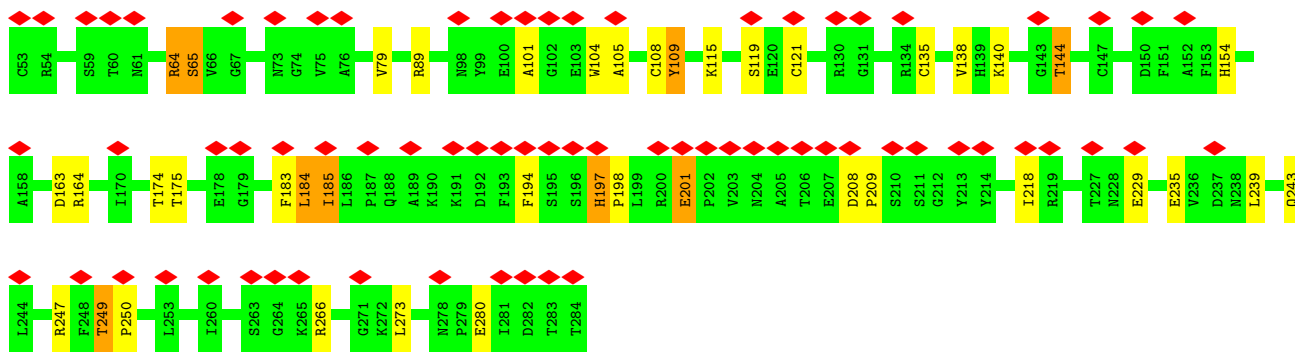 C53 R54 S59 T60 N61 R64 S65 V66 G67 N73 G74 V75 A76 V79 R89 N98 Y99 E100 A101 G102 E103 W104 A105 C108 Y109 K115 S119 E120 C121 R130 G131 R134 C135 V138 H139 K140 G143 T144 C147 D150 F151 A152 F153 H154
A158 D163 R164 I170 T174 T175 E178 G179 F183 L184 I185 L186 P187 Q188 A189 K190 K191 D192 F193 F194 S195 S196 H197 P198 L199 R200 E201 P202 V203 N204 A205 T206 E207 D208 P209 S210 S211 G212 Y213 Y214 I218 R219 T227 N228 E229 E235 V236 D237 N238 L239 Q243
L244 R247 F248 T249 P250 L253 I260 S263 G264 K265 R266 G271 K272 L273 N278 P279 E280 I281 D282 T283 T284